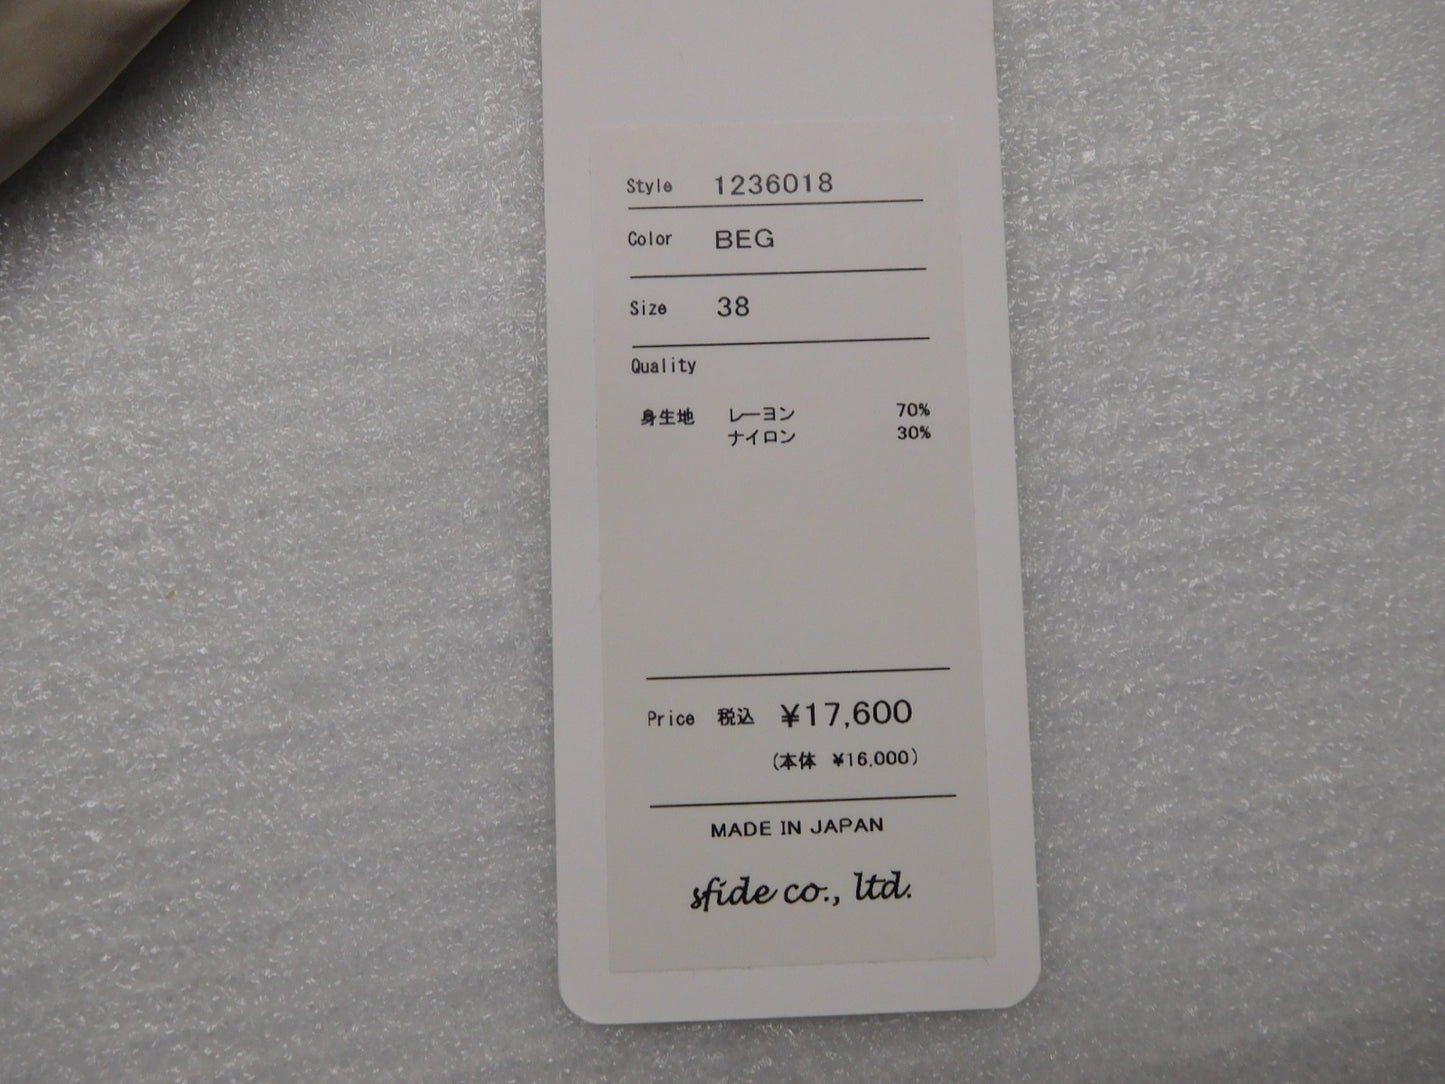 Style 1236018
Color BEG
Size 38
Quality
身生地 レーヨン 70%
ナイロン 30%
Price 税込 ¥17,600
(本体 ¥16,000)
MADE IN JAPAN
sfide co., ltd.